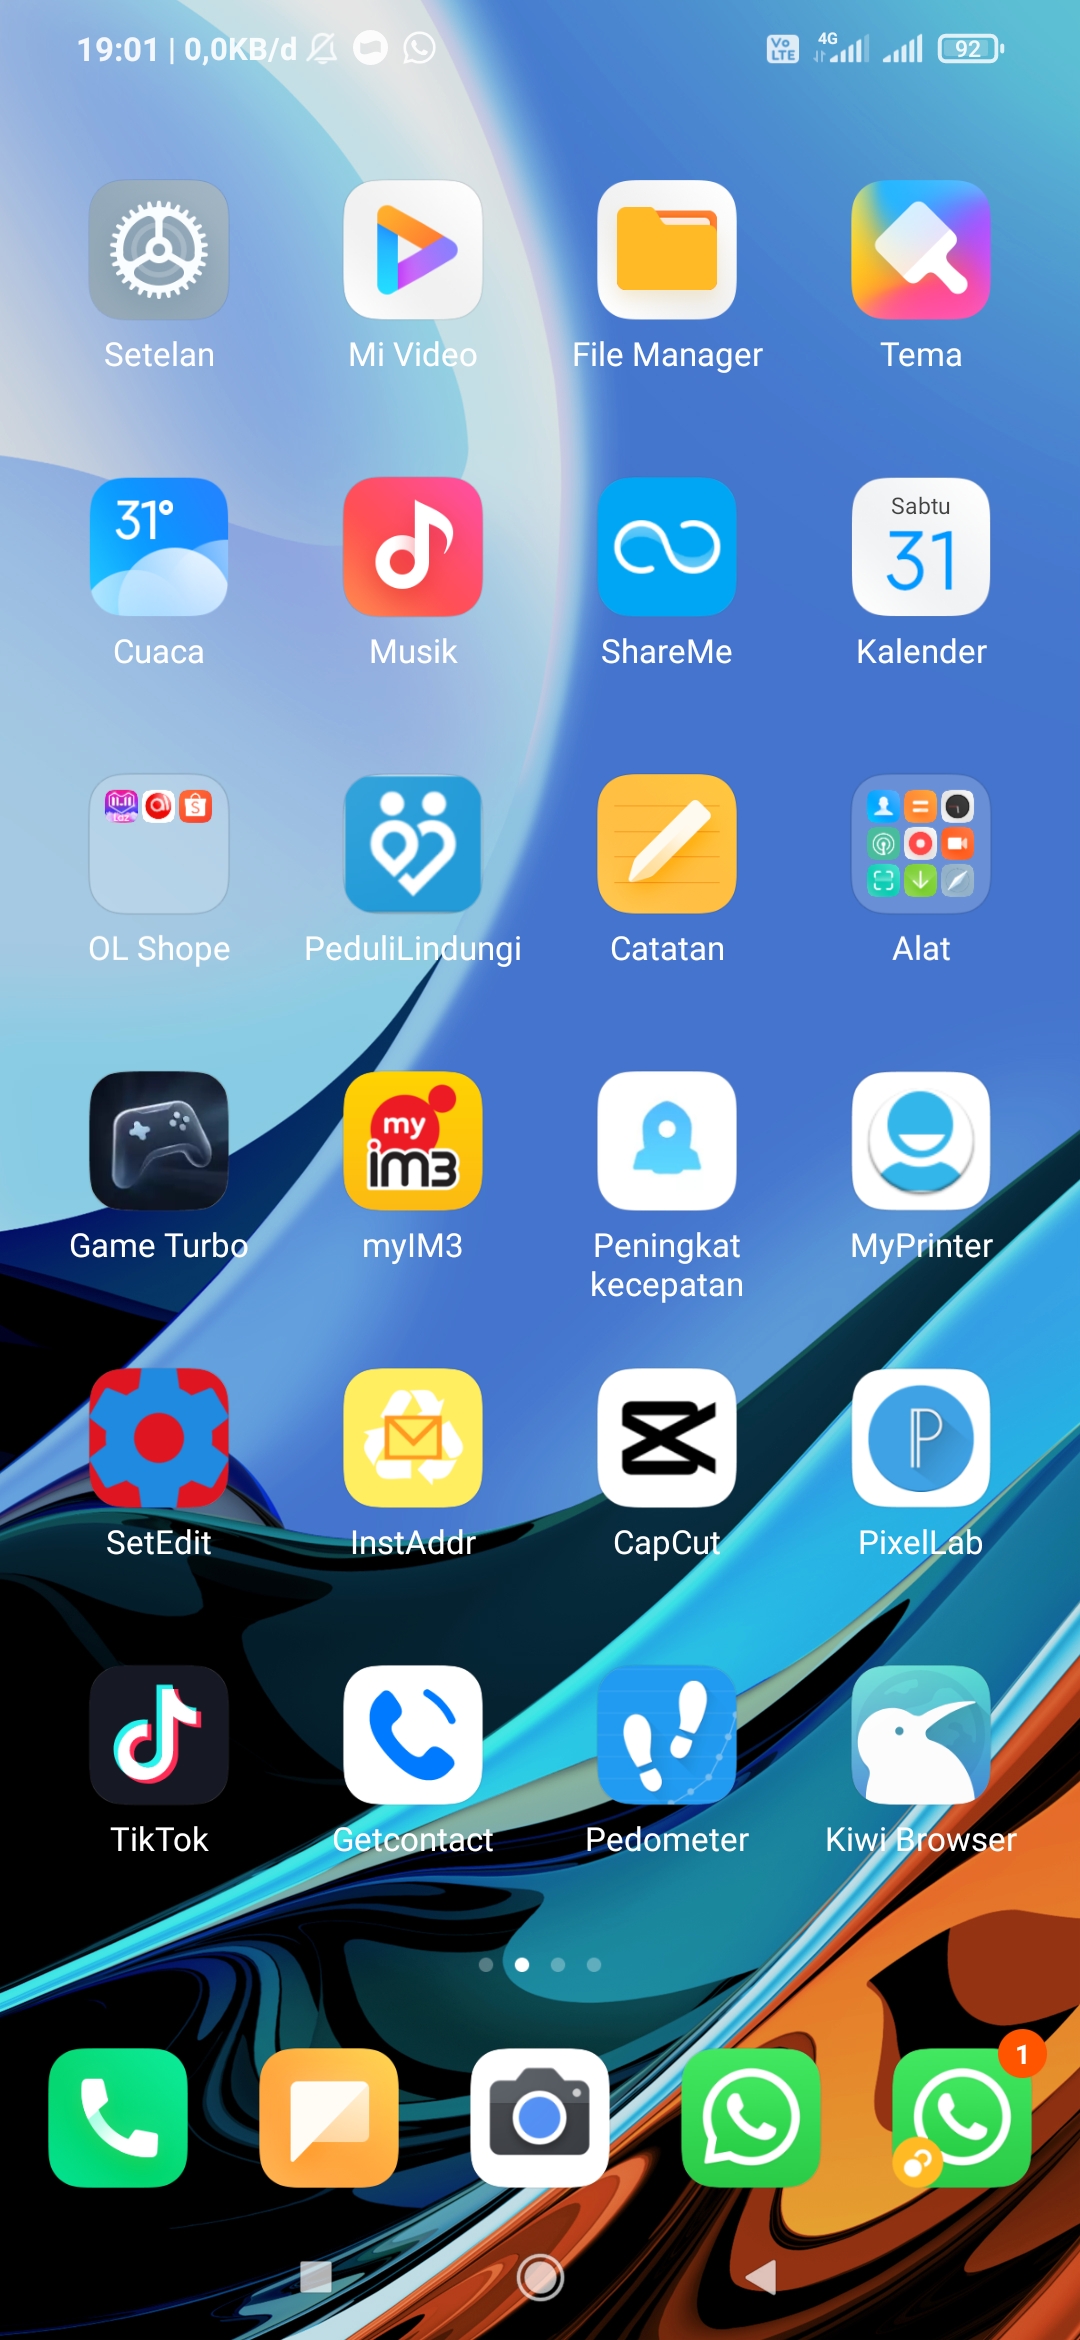 19:01 | 0,0KB/d
Vo LTE 4G 92
Setelan
Mi Video
File Manager
Tema
31°
Sabtu
31
Cuaca
Musik
ShareMe
Kalender
OL Shope
PeduliLindungi
Catatan
Alat
my
im3
Game Turbo
myIM3
Peningkat
kecepatan
MyPrinter
P
SetEdit
InstAddr
CapCut
PixelLab
TikTok
Getcontact
Pedometer
Kiwi Browser
1